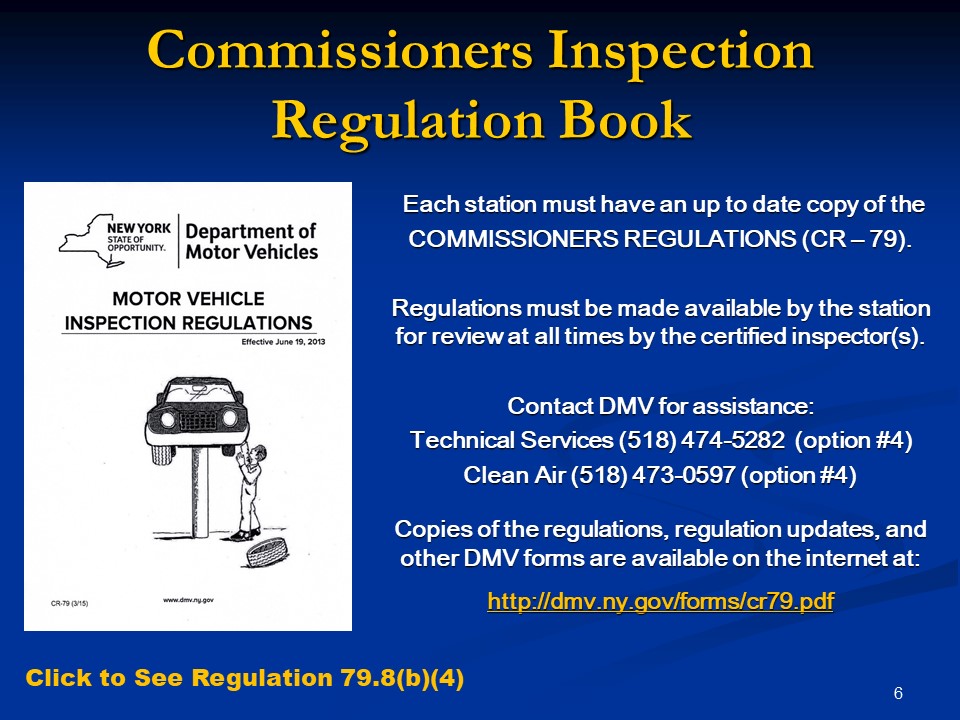 Commissioners Inspection
Regulation Book
NEW YORK
STATE OF
OPPORTUNITY.
Department of
Motor Vehicles
MOTOR VEHICLE
INSPECTION REGULATIONS
Effective June 19, 2013
CR-79 (3/15)
www.dmv.ny.gov
Each station must have an up to date copy of the
COMMISSIONERS REGULATIONS (CR – 79).
Regulations must be made available by the station
for review at all times by the certified inspector(s).
Contact DMV for assistance:
Technical Services (518) 474-5282 (option #4)
Clean Air (518) 473-0597 (option #4)
Copies of the regulations, regulation updates, and
other DMV forms are available on the internet at:
http://dmv.ny.gov/forms/cr79.pdf
Click to See Regulation 79.8(b)(4)
6